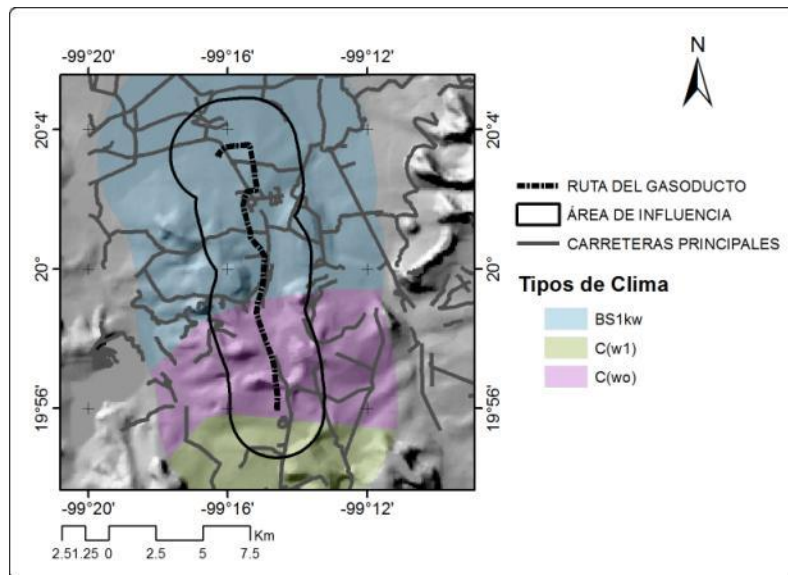 -99°20' -99°16' -99°12'
N
20°4'
20°4'
RUTA DEL GASODUCTO
ÁREA DE INFLUENCIA
CARRETERAS PRINCIPALES
20°
20°
Tipos de Clima
BS1kw
C(w1)
C(wo)
19°56'
19°56'
-99°20' -99°16' -99°12'
Km
2.51.25 0 2.5 5 7.5